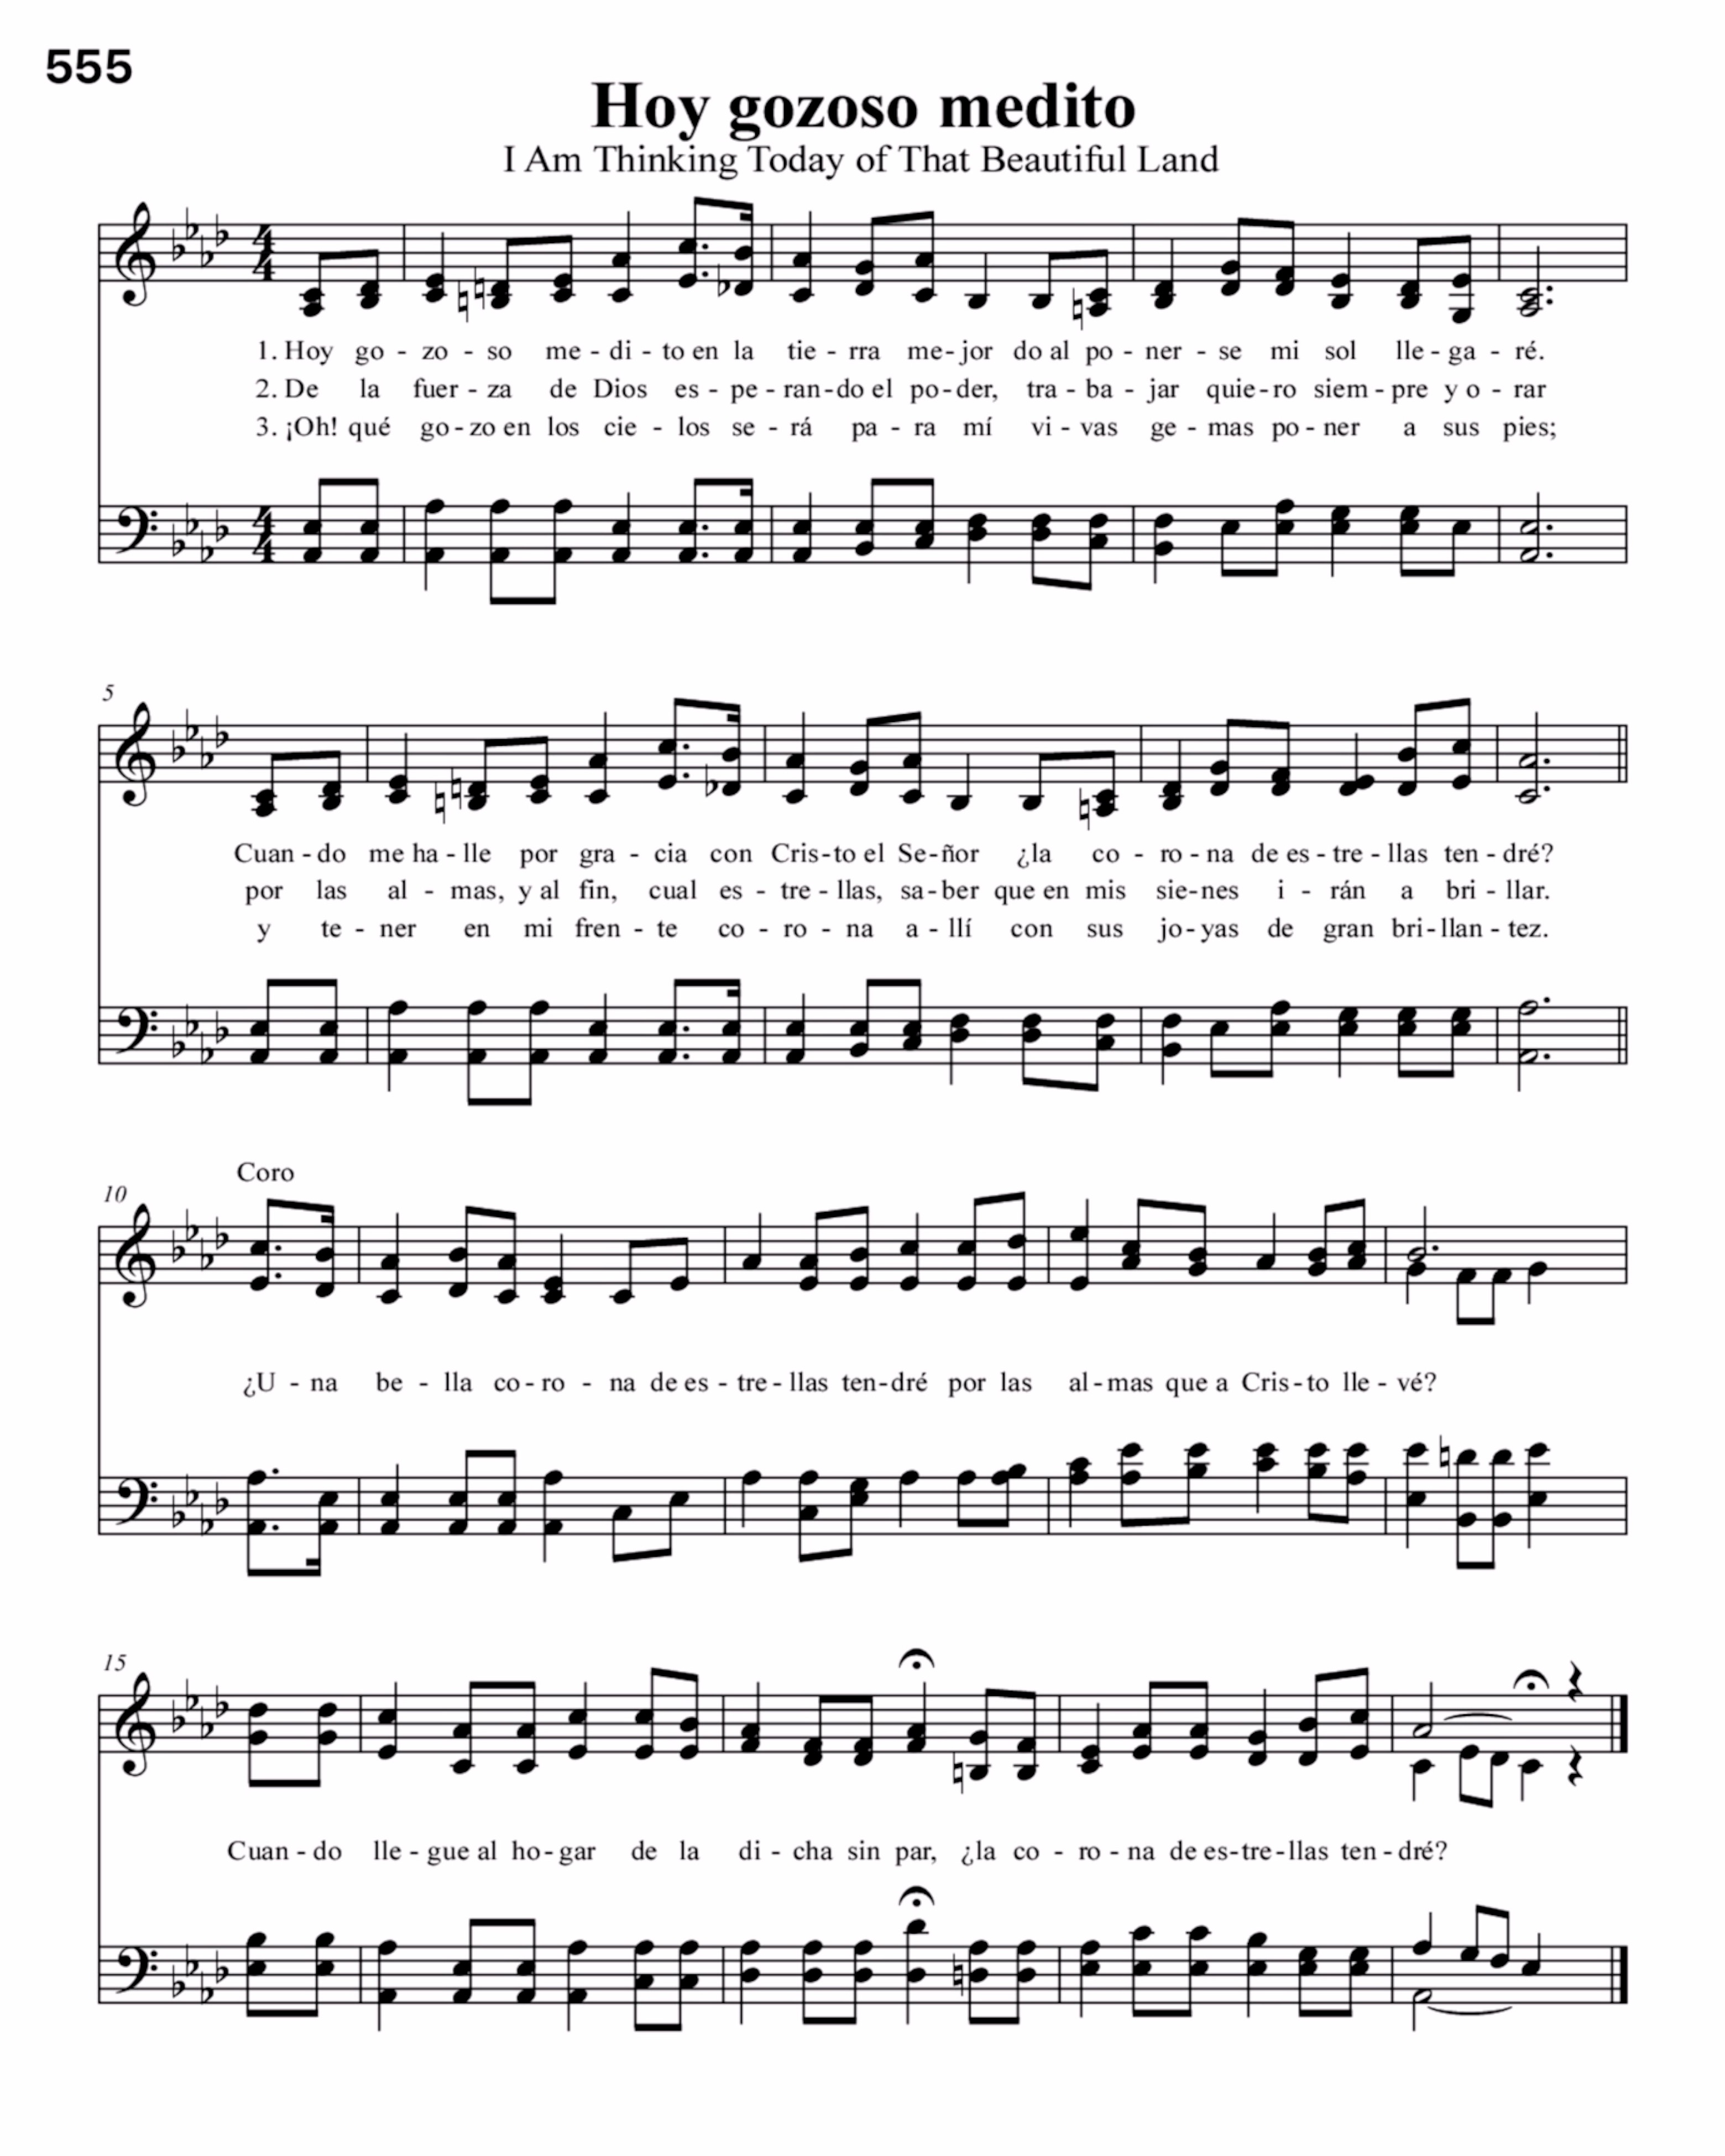 555
Hoy gozoso medito
I Am Thinking Today of That Beautiful Land
1. Hoy go - zo - so me - di - to en la tie - rra me - jor do al po - ner - se mi sol lle - ga - ré.
2. De la fuer - za de Dios es - pe - ran - do el po - der, tra - ba - jar quie - ro siem - pre y o - rar
3. ¡Oh! qué go - zo en los cie - los se - rá pa - ra mí vi - vas ge - mas po - ner a sus pies;
5
Cuan - do me ha - lle por gra - cia con Cris - to el Se - ñor ¿la co - ro - na de es - tre - llas ten - dré?
por las al - mas, y al fin, cual es - tre - llas, sa - ber que en mis sie - nes i - rán a bri - llar.
y te - ner en mi fren - te co - ro - na a - llí con sus jo - yas de gran bri - llan - tez.
Coro
10
¿U - na be - lla co - ro - na de es - tre - llas ten - dré por las al - mas que a Cris - to lle - vé?
15
Cuan - do lle - gue al ho - gar de la di - cha sin par, ¿la co - ro - na de es - tre - llas ten - dré?